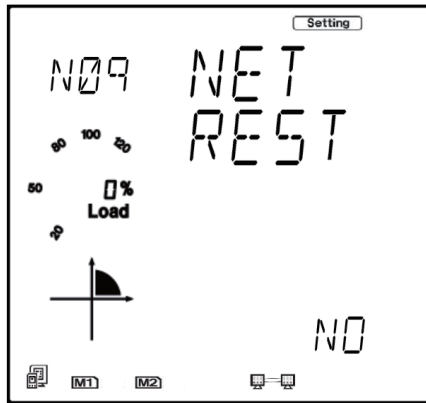 Setting
N09
NET
REST
80 100 120
50
0%
Load
20
NO
M1
M2